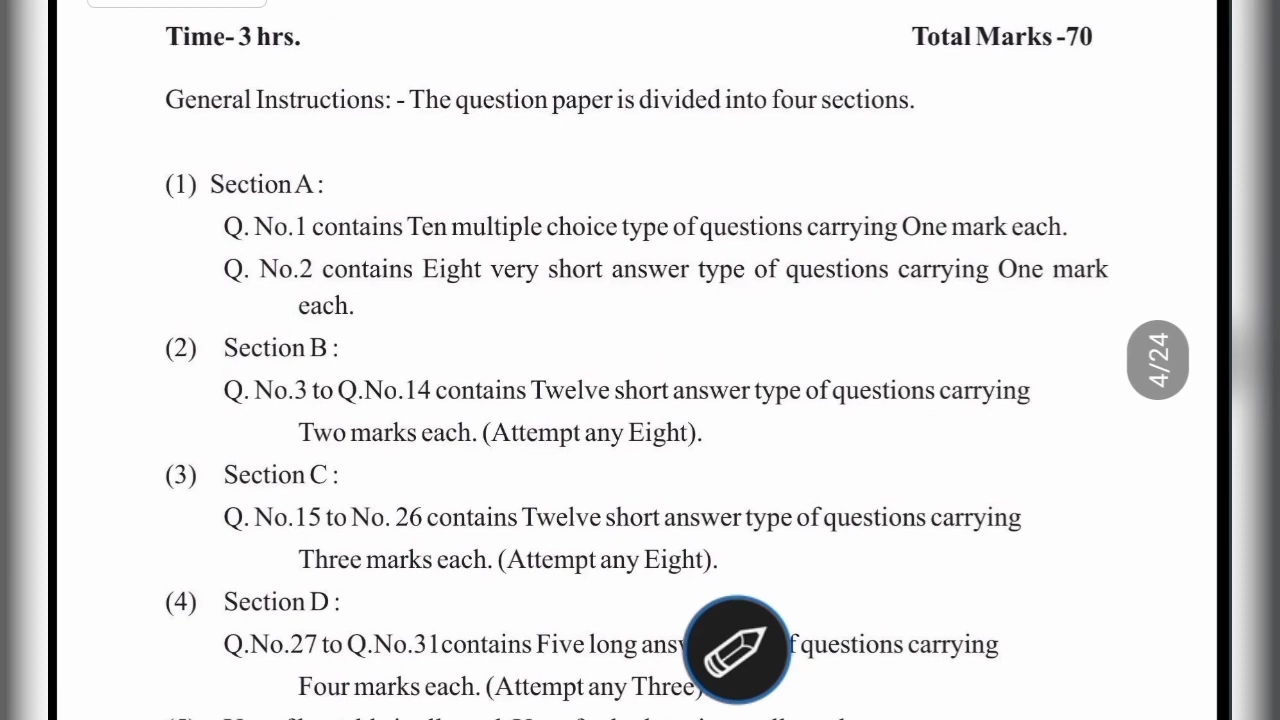 Time- 3 hrs. Total Marks -70
General Instructions: - The question paper is divided into four sections.
(1) Section A :
Q. No.1 contains Ten multiple choice type of questions carrying One mark each.
Q. No.2 contains Eight very short answer type of questions carrying One mark
each.
(2) Section B :
Q. No.3 to Q.No.14 contains Twelve short answer type of questions carrying
Two marks each. (Attempt any Eight).
4/24
(3) Section C :
Q. No.15 to No. 26 contains Twelve short answer type of questions carrying
Three marks each. (Attempt any Eight).
(4) Section D :
Q.No.27 to Q.No.31contains Five long questions carrying
Four marks each. (Attempt any Three)